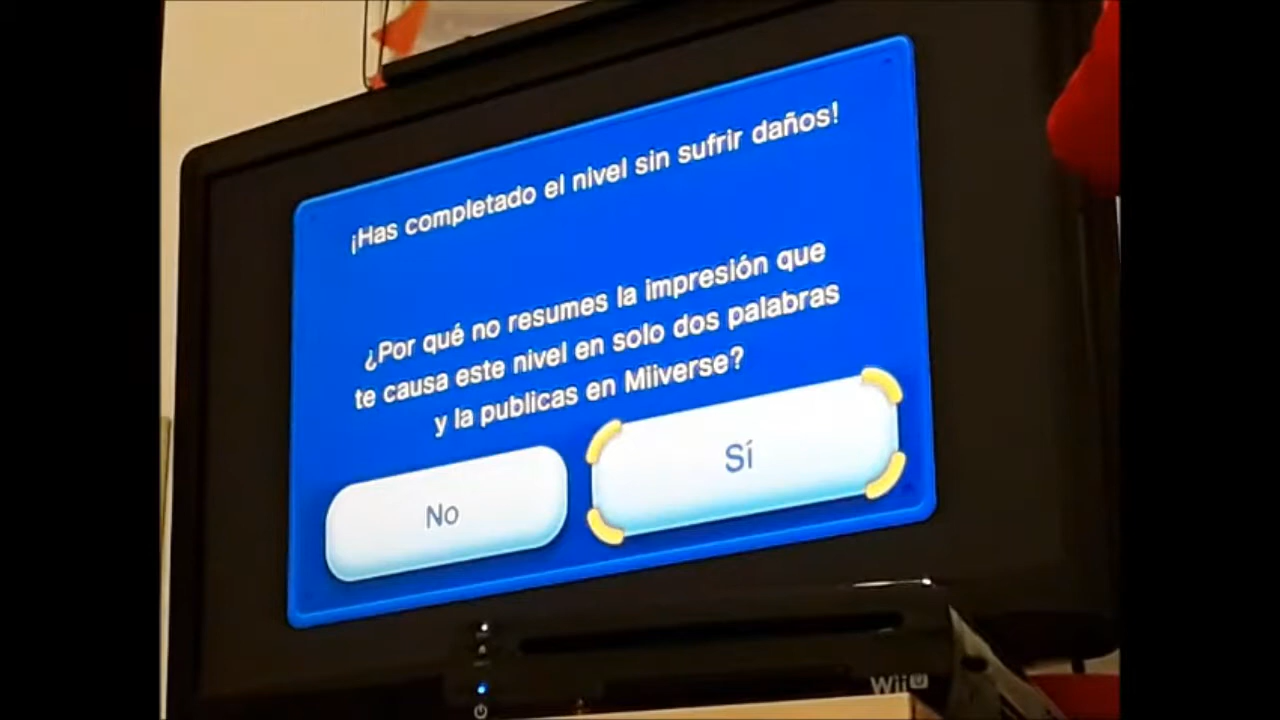 ¡Has completado el nivel sin sufrir daños!
¿Por qué no resumes la impresión que
te causa este nivel en solo dos palabras
y la publicas en Miiverse?
No
Sí
Wii U